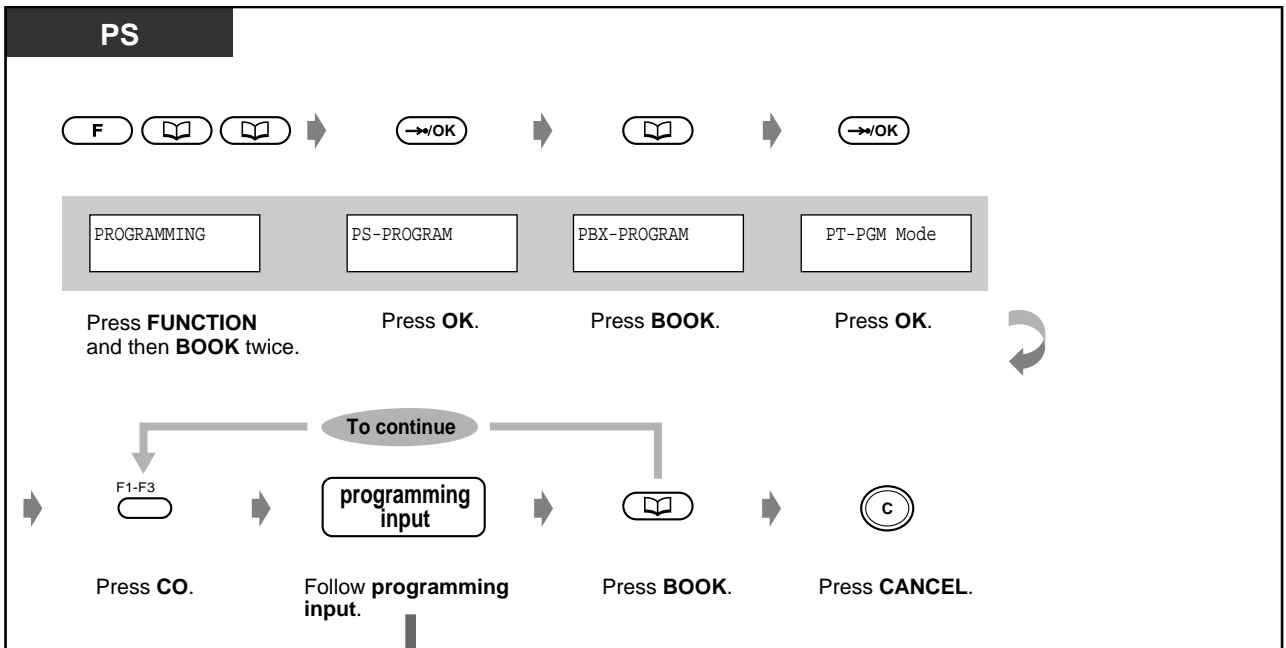 PS
F →•/OK →•/OK
PROGRAMMING PS-PROGRAM PBX-PROGRAM PT-PGM Mode
Press FUNCTION
and then BOOK twice.
Press OK.
Press BOOK.
Press OK.
To continue
F1-F3
programming
input
C
Press CO.
Follow programming
input.
Press BOOK.
Press CANCEL.